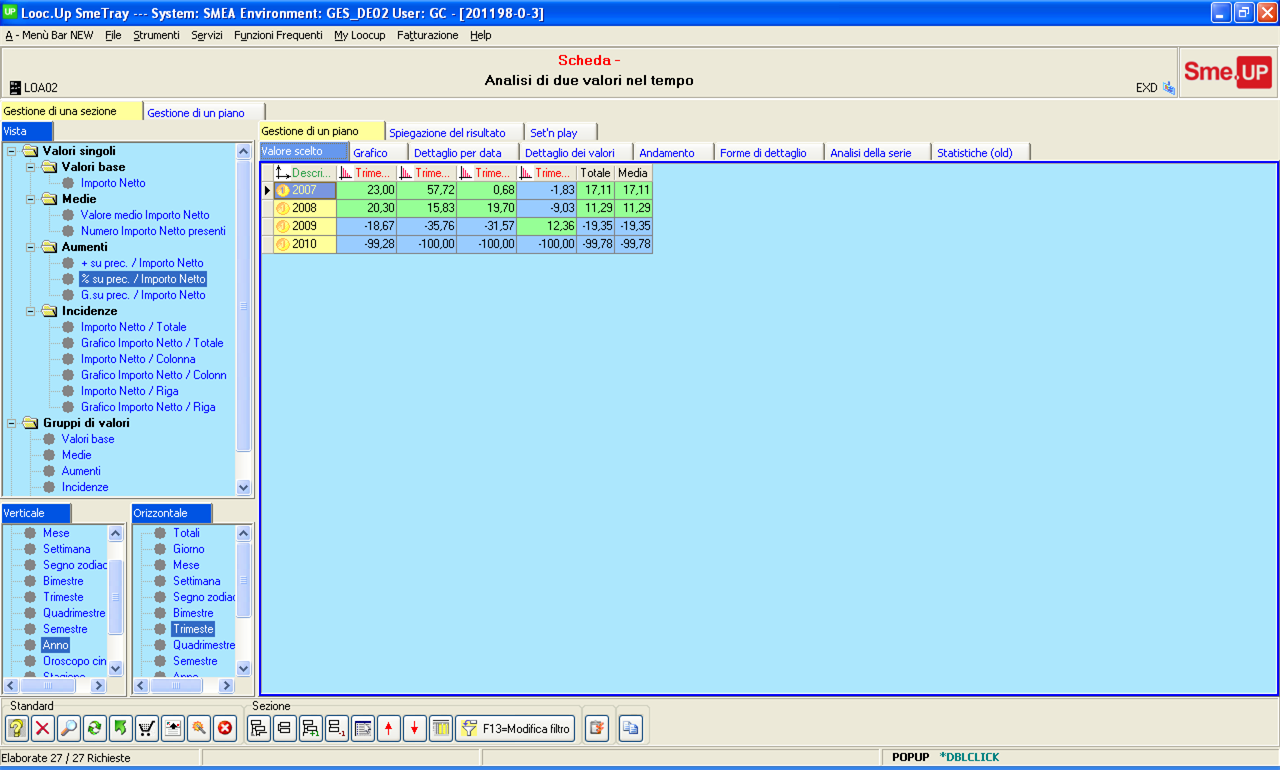 UP Looc.Up SmeTray --- System: SMEA Environment: GES_DE02 User: GC - [201198-0-3]
A - Menù Bar NEW File Strumenti Servizi Funzioni Frequenti My Loocup Fatturazione Help
Scheda -
Analisi di due valori nel tempo
LOA02
EXD
Sme.UP
Gestione di una sezione Gestione di un piano
Vista
Valori singoli
Valori base
Importo Netto
Medie
Valore medio Importo Netto
Numero Importo Netto presenti
Aumenti
+ su prec. / Importo Netto
% su prec. / Importo Netto
G.su prec. / Importo Netto
Incidenze
Importo Netto / Totale
Grafico Importo Netto / Totale
Importo Netto / Colonna
Grafico Importo Netto / Colonn
Importo Netto / Riga
Grafico Importo Netto / Riga
Gruppi di valori
Valori base
Medie
Aumenti
Incidenze
Verticale
Mese
Settimana
Segno zodiac
Bimestre
Trimeste
Quadrimestre
Semestre
Anno
Oroscopo cin
Stagione
Orizzontale
Totali
Giorno
Mese
Settimana
Segno zodiac
Bimestre
Trimeste
Quadrimestre
Semestre
Anno
Gestione di un piano Spiegazione del risultato Set'n play
Valore scelto Grafico Dettaglio per data Dettaglio dei valori Andamento Forme di dettaglio Analisi della serie Statistiche (old)
Descri... Trime... Trime... Trime... Trime... Totale Media
2007 23,00 57,72 0,68 -1,83 17,11 17,11
2008 20,30 15,83 19,70 -9,03 11,29 11,29
2009 -18,67 -35,76 -31,57 12,36 -19,35 -19,35
2010 -99,28 -100,00 -100,00 -100,00 -99,78 -99,78
Standard
Sezione
F13=Modifica filtro
Elaborate 27 / 27 Richieste
POPUP *DBLCLICK